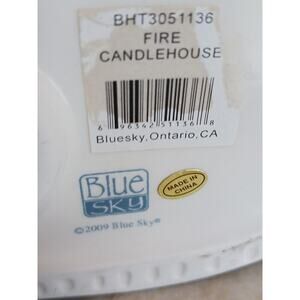 BHT3051136
FIRE
CANDLEHOUSE
6 96342 51136 8
Bluesky,Ontario,CA
Blue
SKY
MADE IN
CHINA
©2009 Blue Sky®